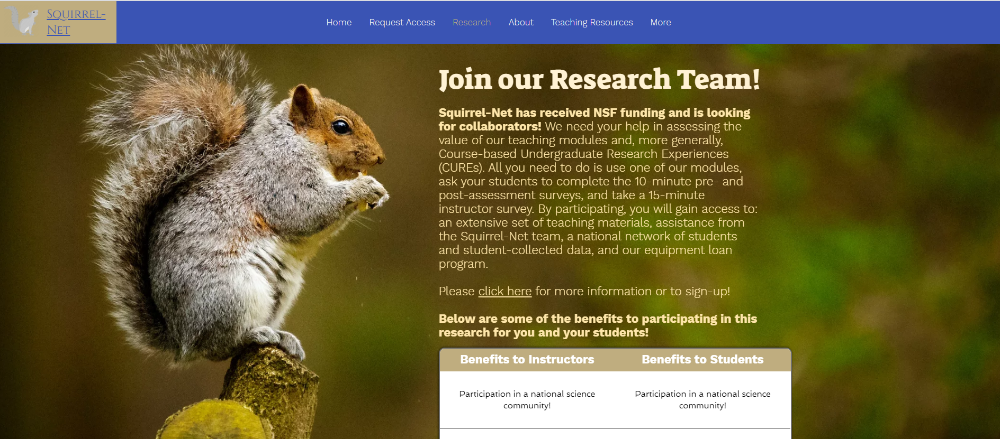 Squirrel-
Net
Home Request Access Research About Teaching Resources More
Join our Research Team!
Squirrel-Net has received NSF funding and is looking
for collaborators! We need your help in assessing the
value of our teaching modules and, more generally,
Course-based Undergraduate Research Experiences
(CUREs). All you need to do is use one of our modules,
ask your students to complete the 10-minute pre- and
post-assessment surveys, and take a 15-minute
instructor survey. By participating, you will gain access to:
an extensive set of teaching materials, assistance from
the Squirrel-Net team, a national network of students
and student-collected data, and our equipment loan
program.
Please click here for more information or to sign-up!
Below are some of the benefits to participating in this
research for you and your students!
Benefits to Instructors Benefits to Students
Participation in a national science Participation in a national science
community! community!